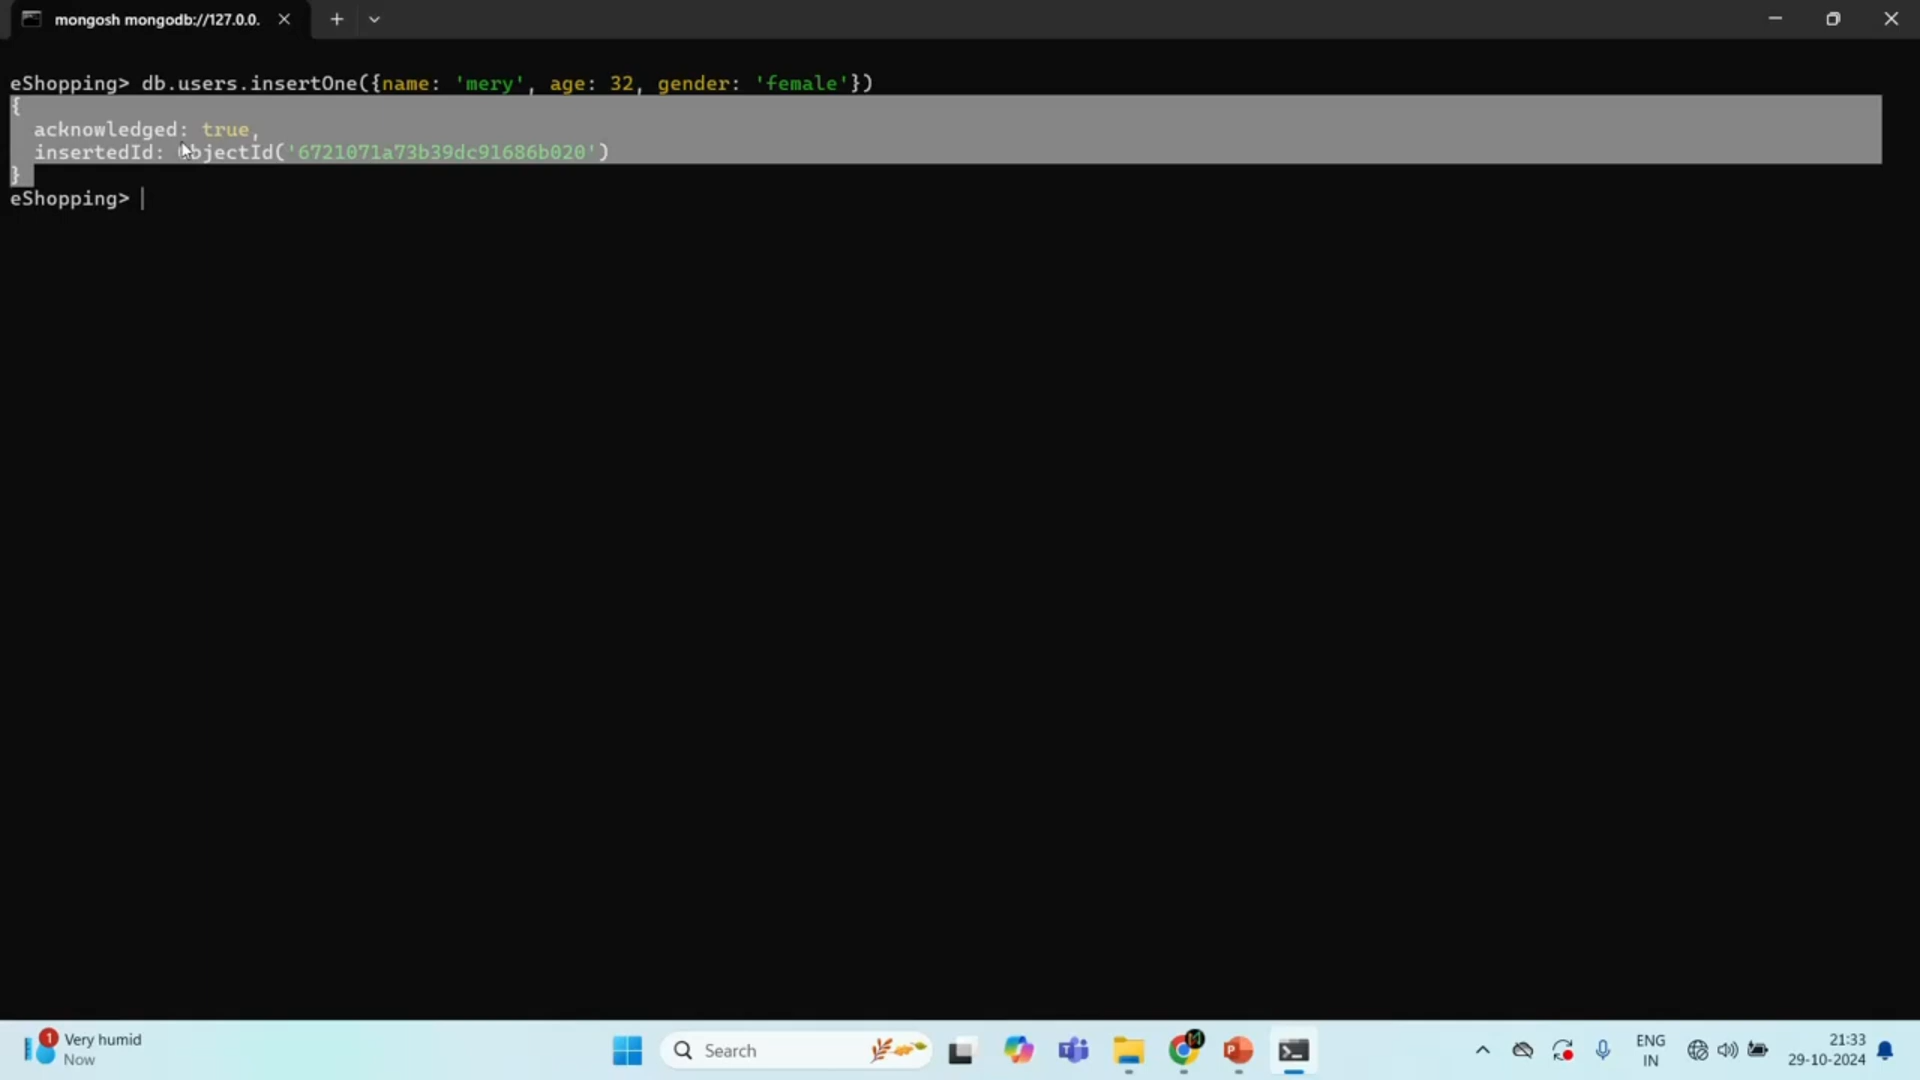 mongosh mongodb://127.0.0.
eShopping> db.users.insertOne({name: 'mery', age: 32, gender: 'female'})
{
  acknowledged: true,
  insertedId: ObjectId('6721071a73b39dc91686b020')
}
eShopping>
1
Very humid
Now
Search
ENG
IN
21:33
29-10-2024